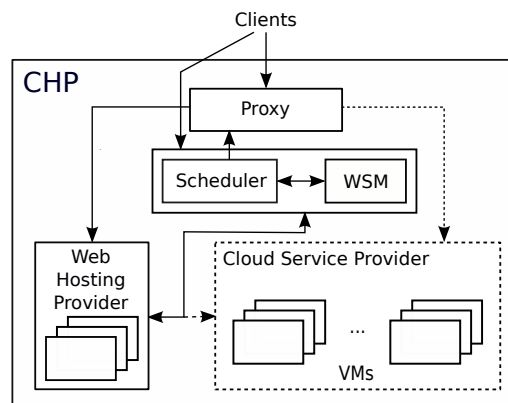 Clients
CHP
Proxy
Scheduler
WSM
Web
Hosting
Provider
Cloud Service Provider
...
VMs